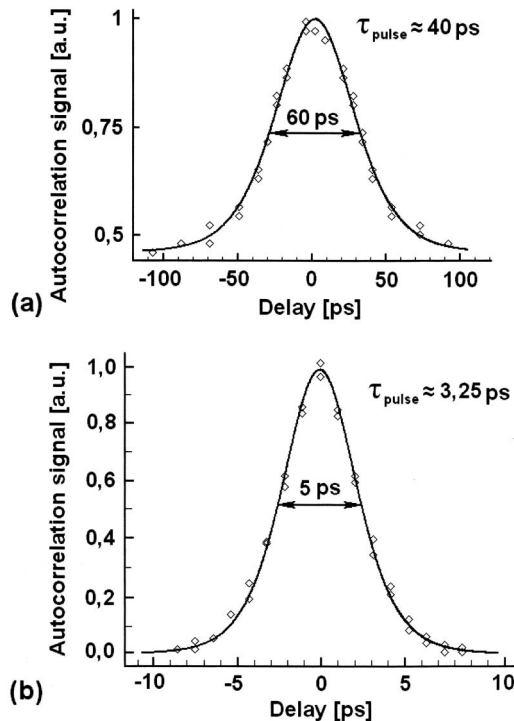 Autocorrelation signal [a.u.]
1
0,75
0,5
τpulse ≈ 40 ps
60 ps
-100 -50 0 50 100
Delay [ps]
(a)
Autocorrelation signal [a.u.]
1,0
0,8
0,6
0,4
0,2
0,0
τpulse ≈ 3,25 ps
5 ps
-10 -5 0 5 10
Delay [ps]
(b)